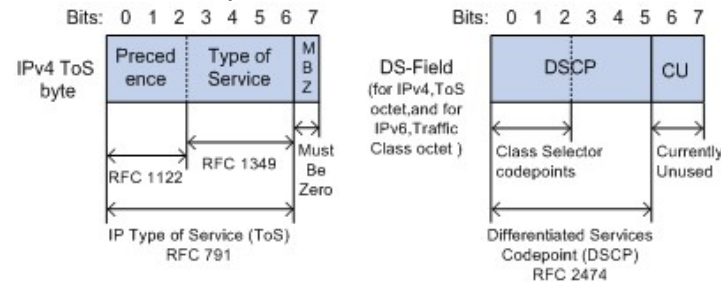 Bits: 0 1 2 3 4 5 6 7
IPv4 ToS
byte
Preced
ence
Type of
Service
M
B
Z
RFC 1122
RFC 1349
Must
Be
Zero
IP Type of Service (ToS)
RFC 791
Bits: 0 1 2 3 4 5 6 7
DS-Field
(for IPv4,ToS
octet,and for
IPv6,Traffic
Class octet )
DSCP
CU
Class Selector
codepoints
Currently
Unused
Differentiated Services
Codepoint (DSCP)
RFC 2474